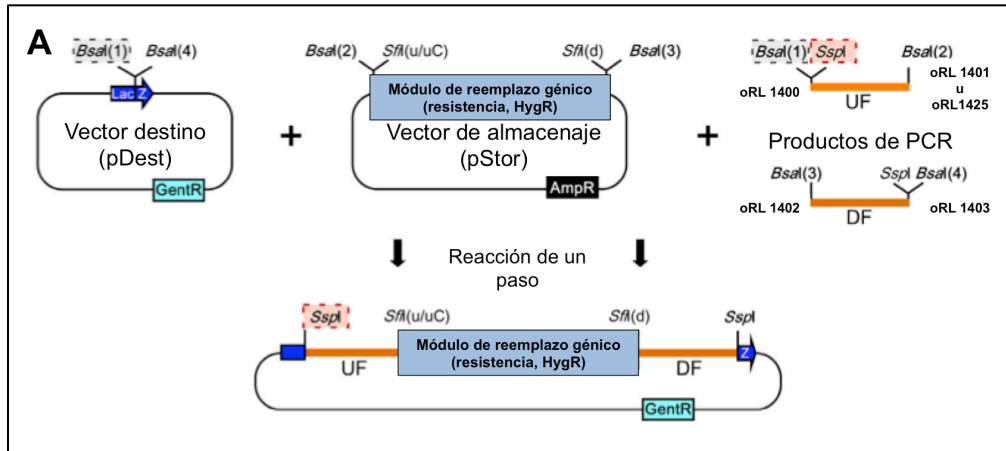 A
BsaI(1) BsaI(4)
LacZ
Vector destino
(pDest)
GentR
+
BsaI(2) SfiI(u/uC)
SfiI(d) BsaI(3)
Módulo de reemplazo génico
(resistencia, HygR)
Vector de almacenaje
(pStor)
AmpR
+
BsaI(1) SspI
BsaI(2)
oRL 1400
UF
oRL 1401
u
oRL1425
Productos de PCR
BsaI(3)
SspI BsaI(4)
oRL 1402
DF
oRL 1403
Reacción de un
paso
SspI
SfiI(u/uC)
SfiI(d)
SspI
Módulo de reemplazo génico
(resistencia, HygR)
UF
DF
Z
GentR